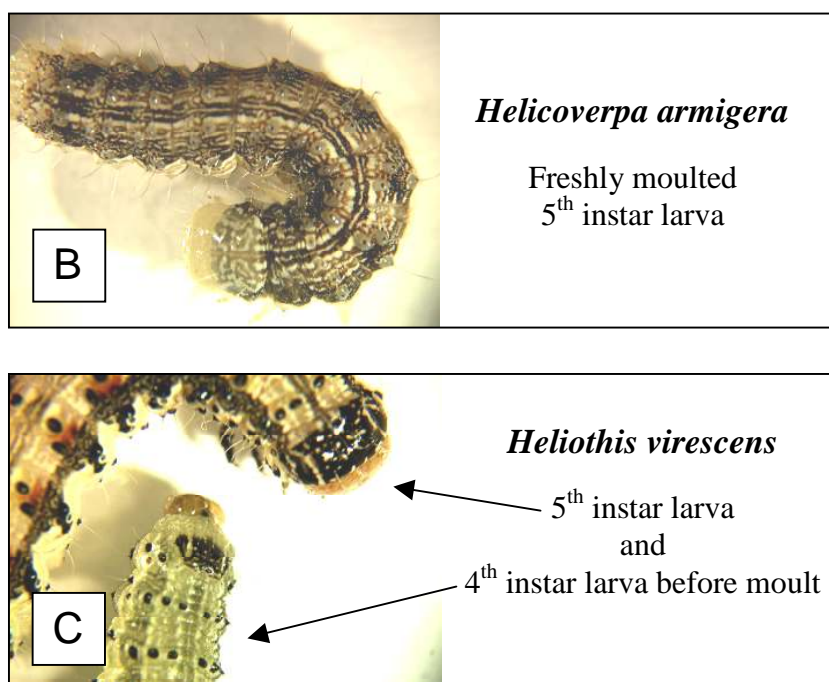 Helicoverpa armigera
Freshly moulted
5th instar larva
B
Heliothis virescens
5th instar larva
and
4th instar larva before moult
C